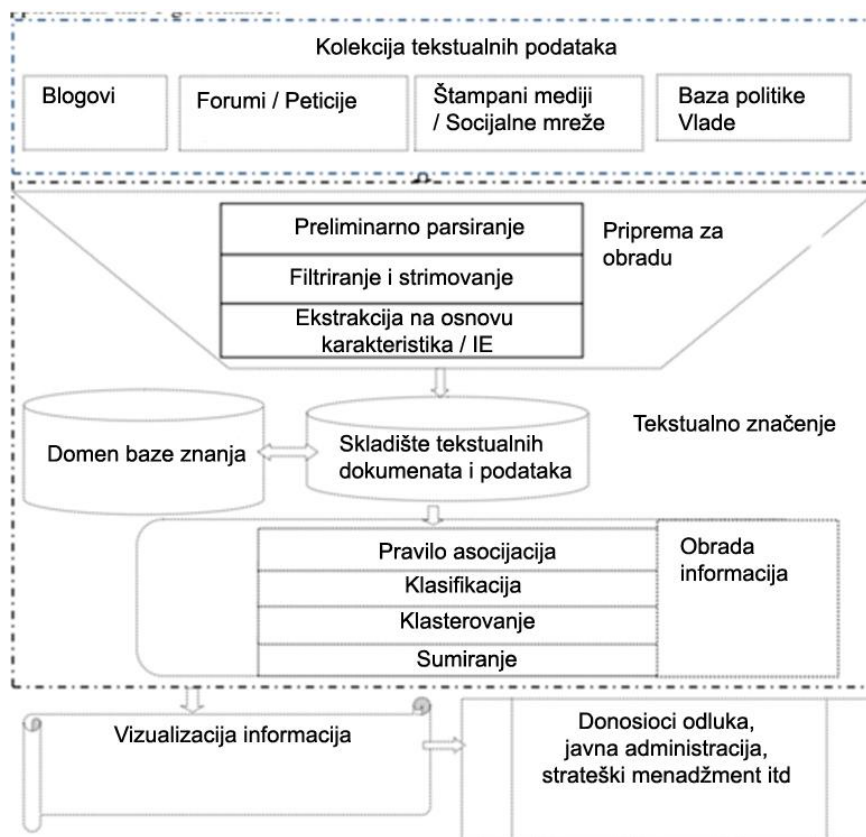 Kolekcija tekstualnih podataka
Blogovi
Forumi / Peticije
Štampani mediji
/ Socijalne mreže
Baza politike
Vlade
Preliminarno parsiranje
Filtriranje i strimovanje
Ekstrakcija na osnovu
karakteristika / IE
Priprema za
obradu
Domen baze znanja
Skladište tekstualnih
dokumenata i podataka
Tekstualno značenje
Pravilo asocijacija
Klasifikacija
Klasterovanje
Sumiranje
Obrada
informacija
Vizualizacija informacija
Donosioci odluka,
javna administracija,
strateški menadžment itd